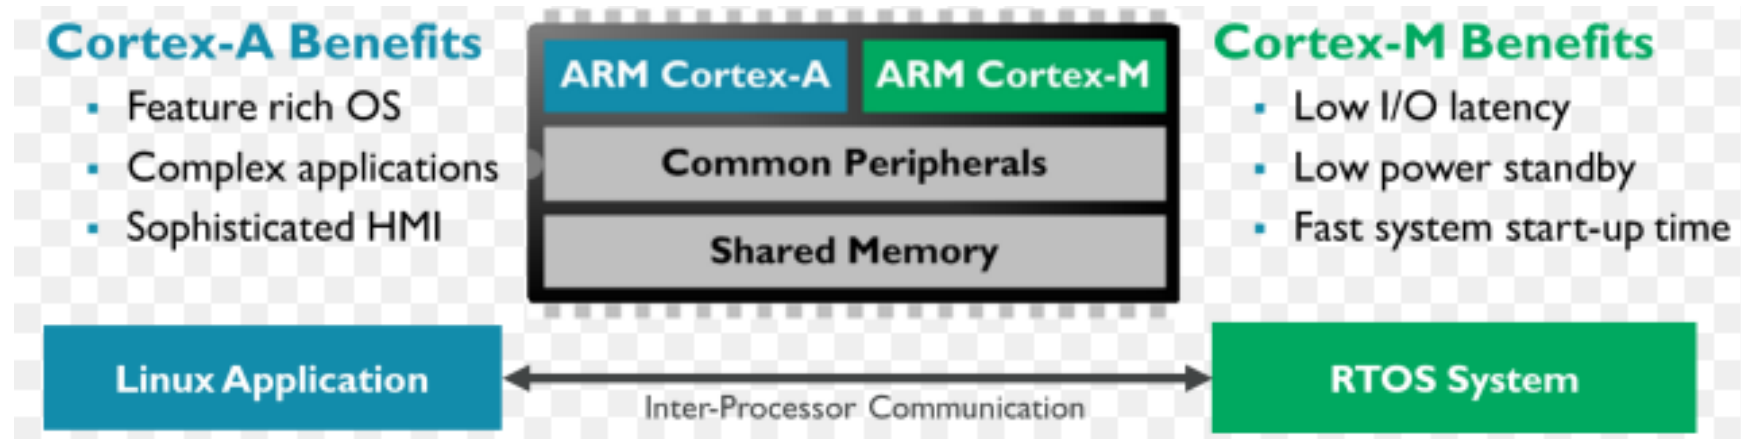 Cortex-A Benefits
▪ Feature rich OS
▪ Complex applications
▪ Sophisticated HMI
ARM Cortex-A
ARM Cortex-M
Common Peripherals
Shared Memory
Cortex-M Benefits
▪ Low I/O latency
▪ Low power standby
▪ Fast system start-up time
Linux Application
Inter-Processor Communication
RTOS System